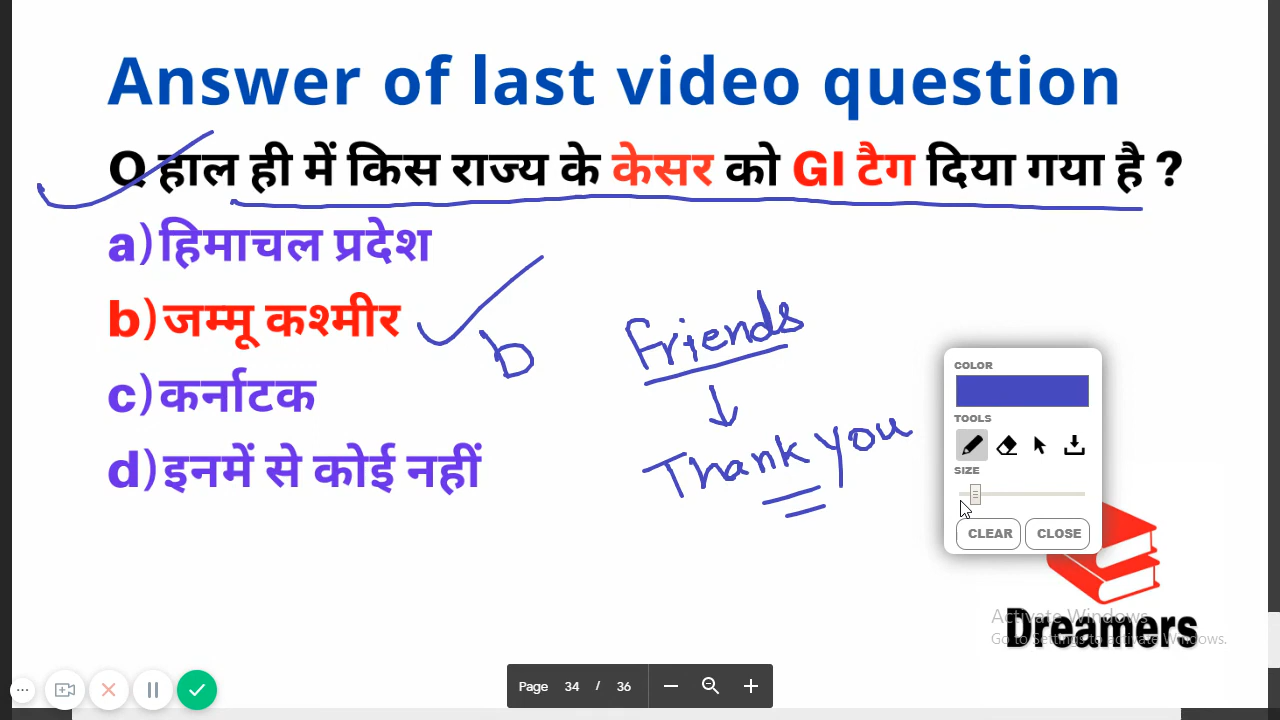 Answer of last video question
Q हाल ही में किस राज्य के केसर को GI टैग दिया गया है ?
a)हिमाचल प्रदेश
b)जम्मू कश्मीर
b
c)कर्नाटक
d)इनमें से कोई नहीं
Friends
Thank you
COLOR
TOOLS
SIZE
CLEAR CLOSE
Activate Windows
Go to Settings to activate Windows.
Dreamers
Page 34 / 36